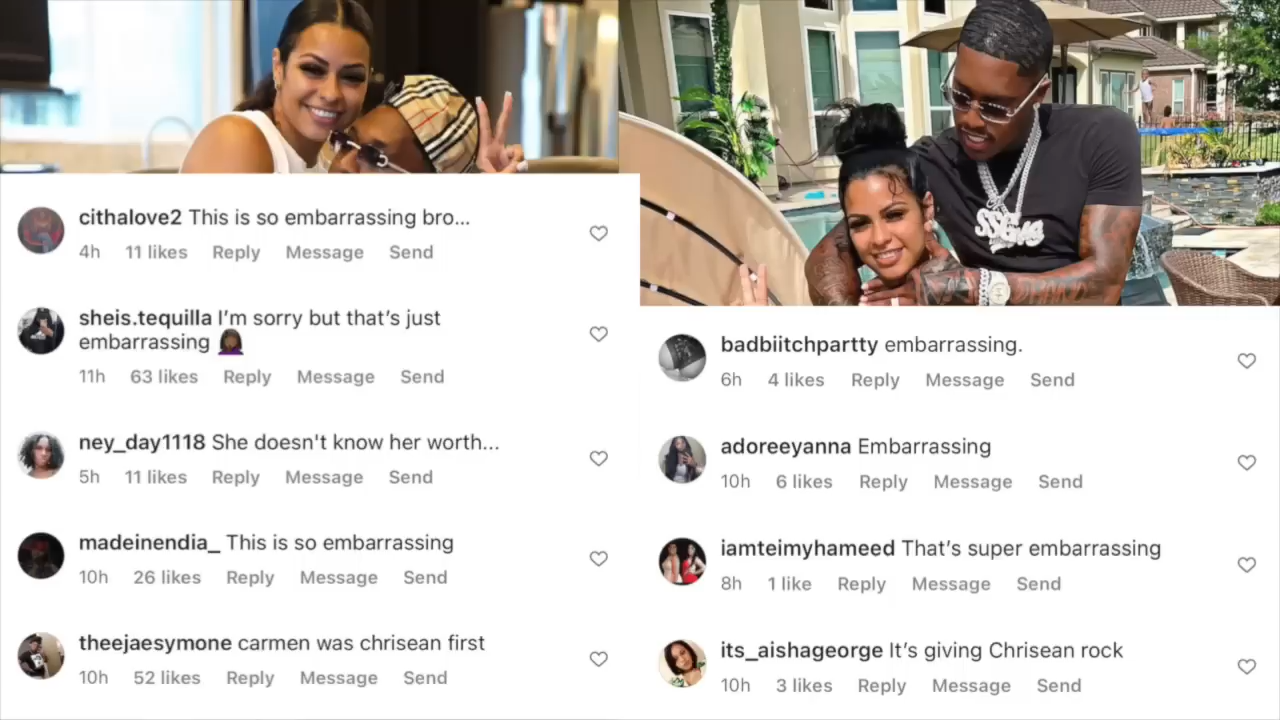 cithalove2 This is so embarrassing bro...
4h 11 likes Reply Message Send
sheis.tequilla I'm sorry but that's just
embarrassing 🤦🏾‍♀️
11h 63 likes Reply Message Send
ney_day1118 She doesn't know her worth...
5h 11 likes Reply Message Send
madeinendia_ This is so embarrassing
10h 26 likes Reply Message Send
theejaesymone carmen was chrisean first
10h 52 likes Reply Message Send
badbiitchpartty embarrassing.
6h 4 likes Reply Message Send
adoreeyanna Embarrassing
10h 6 likes Reply Message Send
iamteimyhameed That's super embarrassing
8h 1 like Reply Message Send
its_aishageorge It's giving Chrisean rock
10h 3 likes Reply Message Send